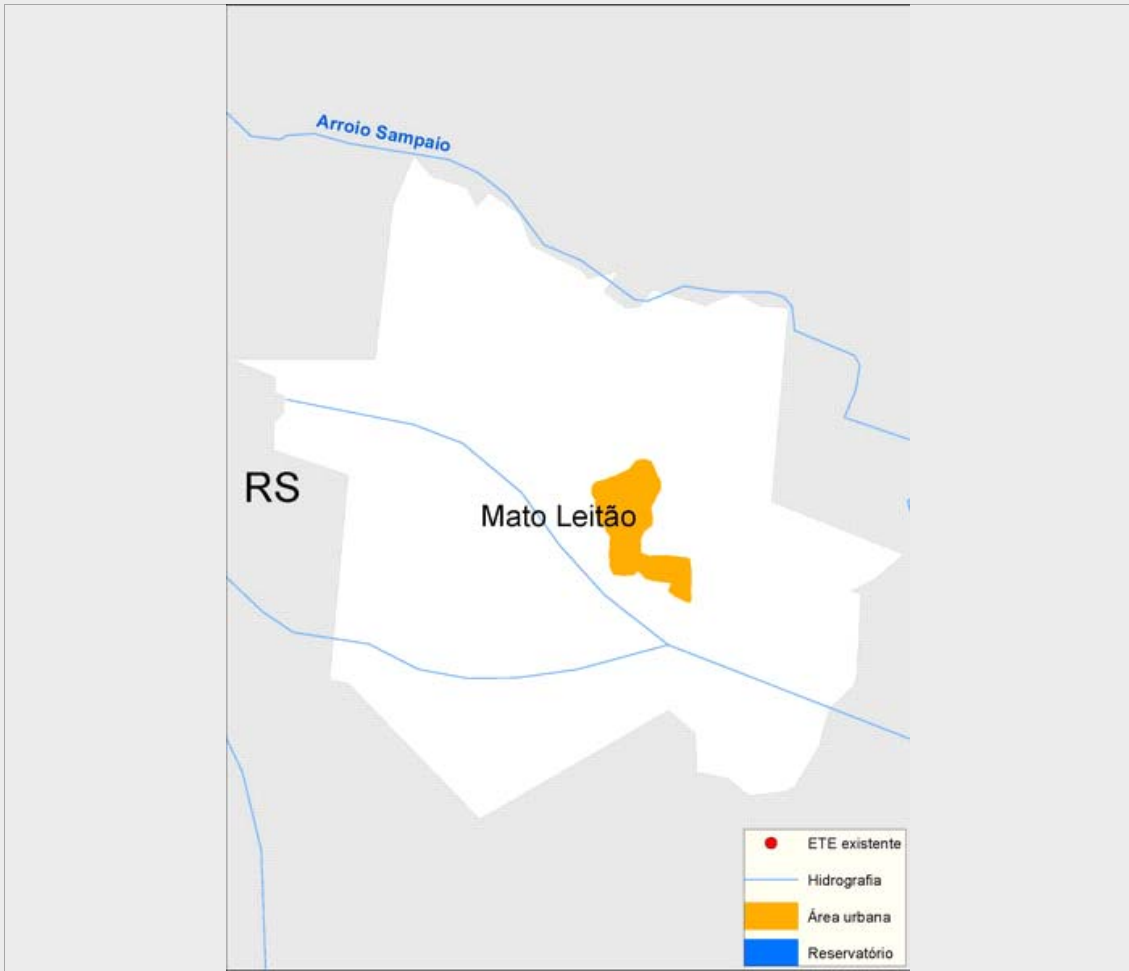 Arroio Sampaio
RS
Mato Leitão
ETE existente
Hidrografia
Área urbana
Reservatório